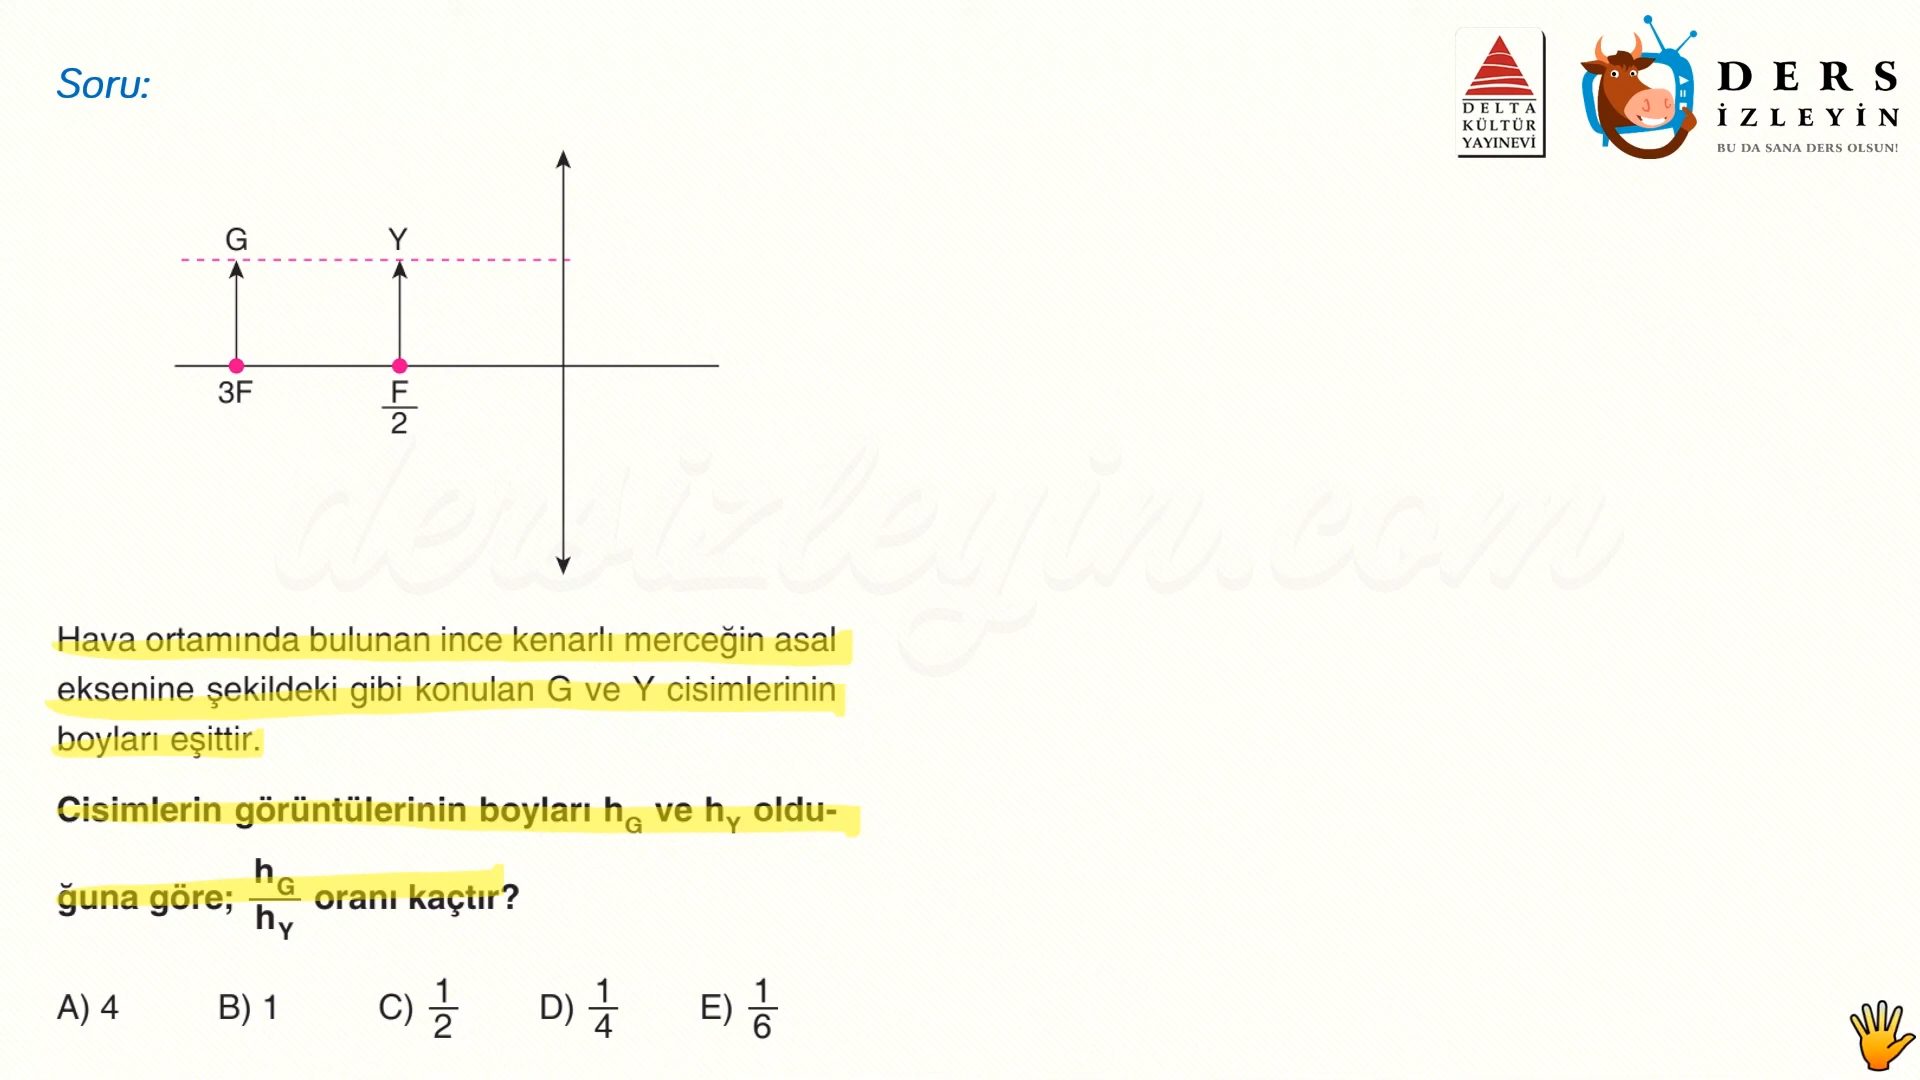 Soru:
DELTA
KÜLTÜR
YAYINEVİ
DERS
İZLEYİN
BU DA SANA DERS OLSUN!
G Y
3F F/2
dersizleyin.com
Hava ortamında bulunan ince kenarlı merceğin asal
eksenine şekildeki gibi konulan G ve Y cisimlerinin
boyları eşittir.
Cisimlerin görüntülerinin boyları hG ve hY oldu-
ğuna göre; hG/hY oranı kaçtır?
A) 4 B) 1 C) 1/2 D) 1/4 E) 1/6